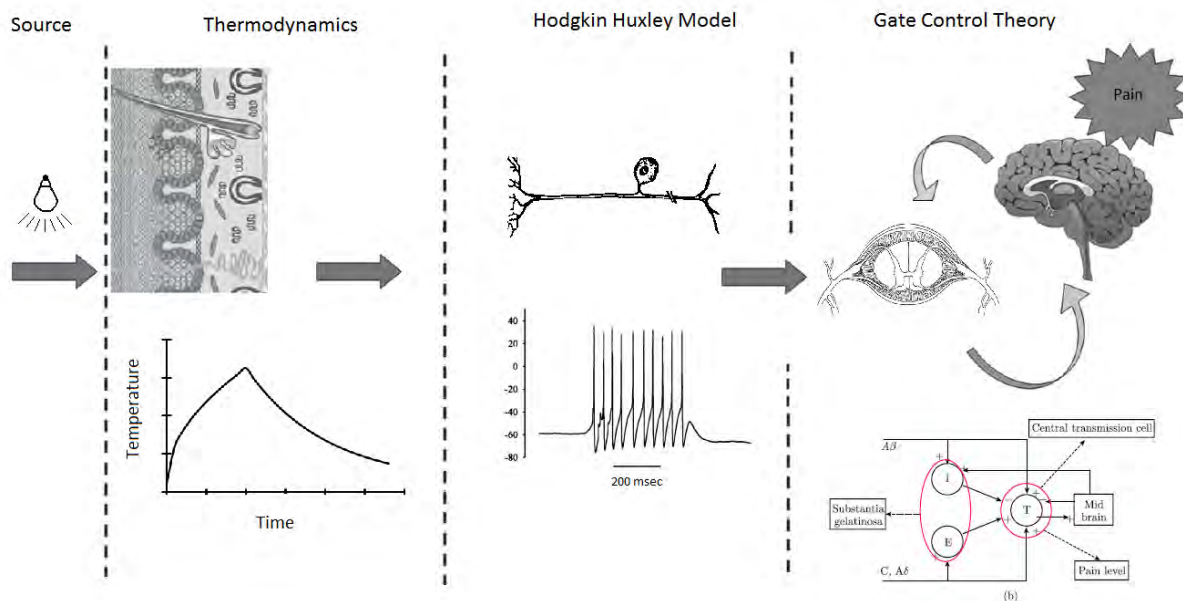 Source
Thermodynamics
Hodgkin Huxley Model
Gate Control Theory
Pain
Temperature
Time
40
20
0
-20
-40
-60
-80
200 msec
Central transmission cell
Aβ
I
E
T
Substantia
gelatinosa
Mid
brain
C, Aδ
Pain level
+
+
+
+
−
−
+
+
+
+
(b)